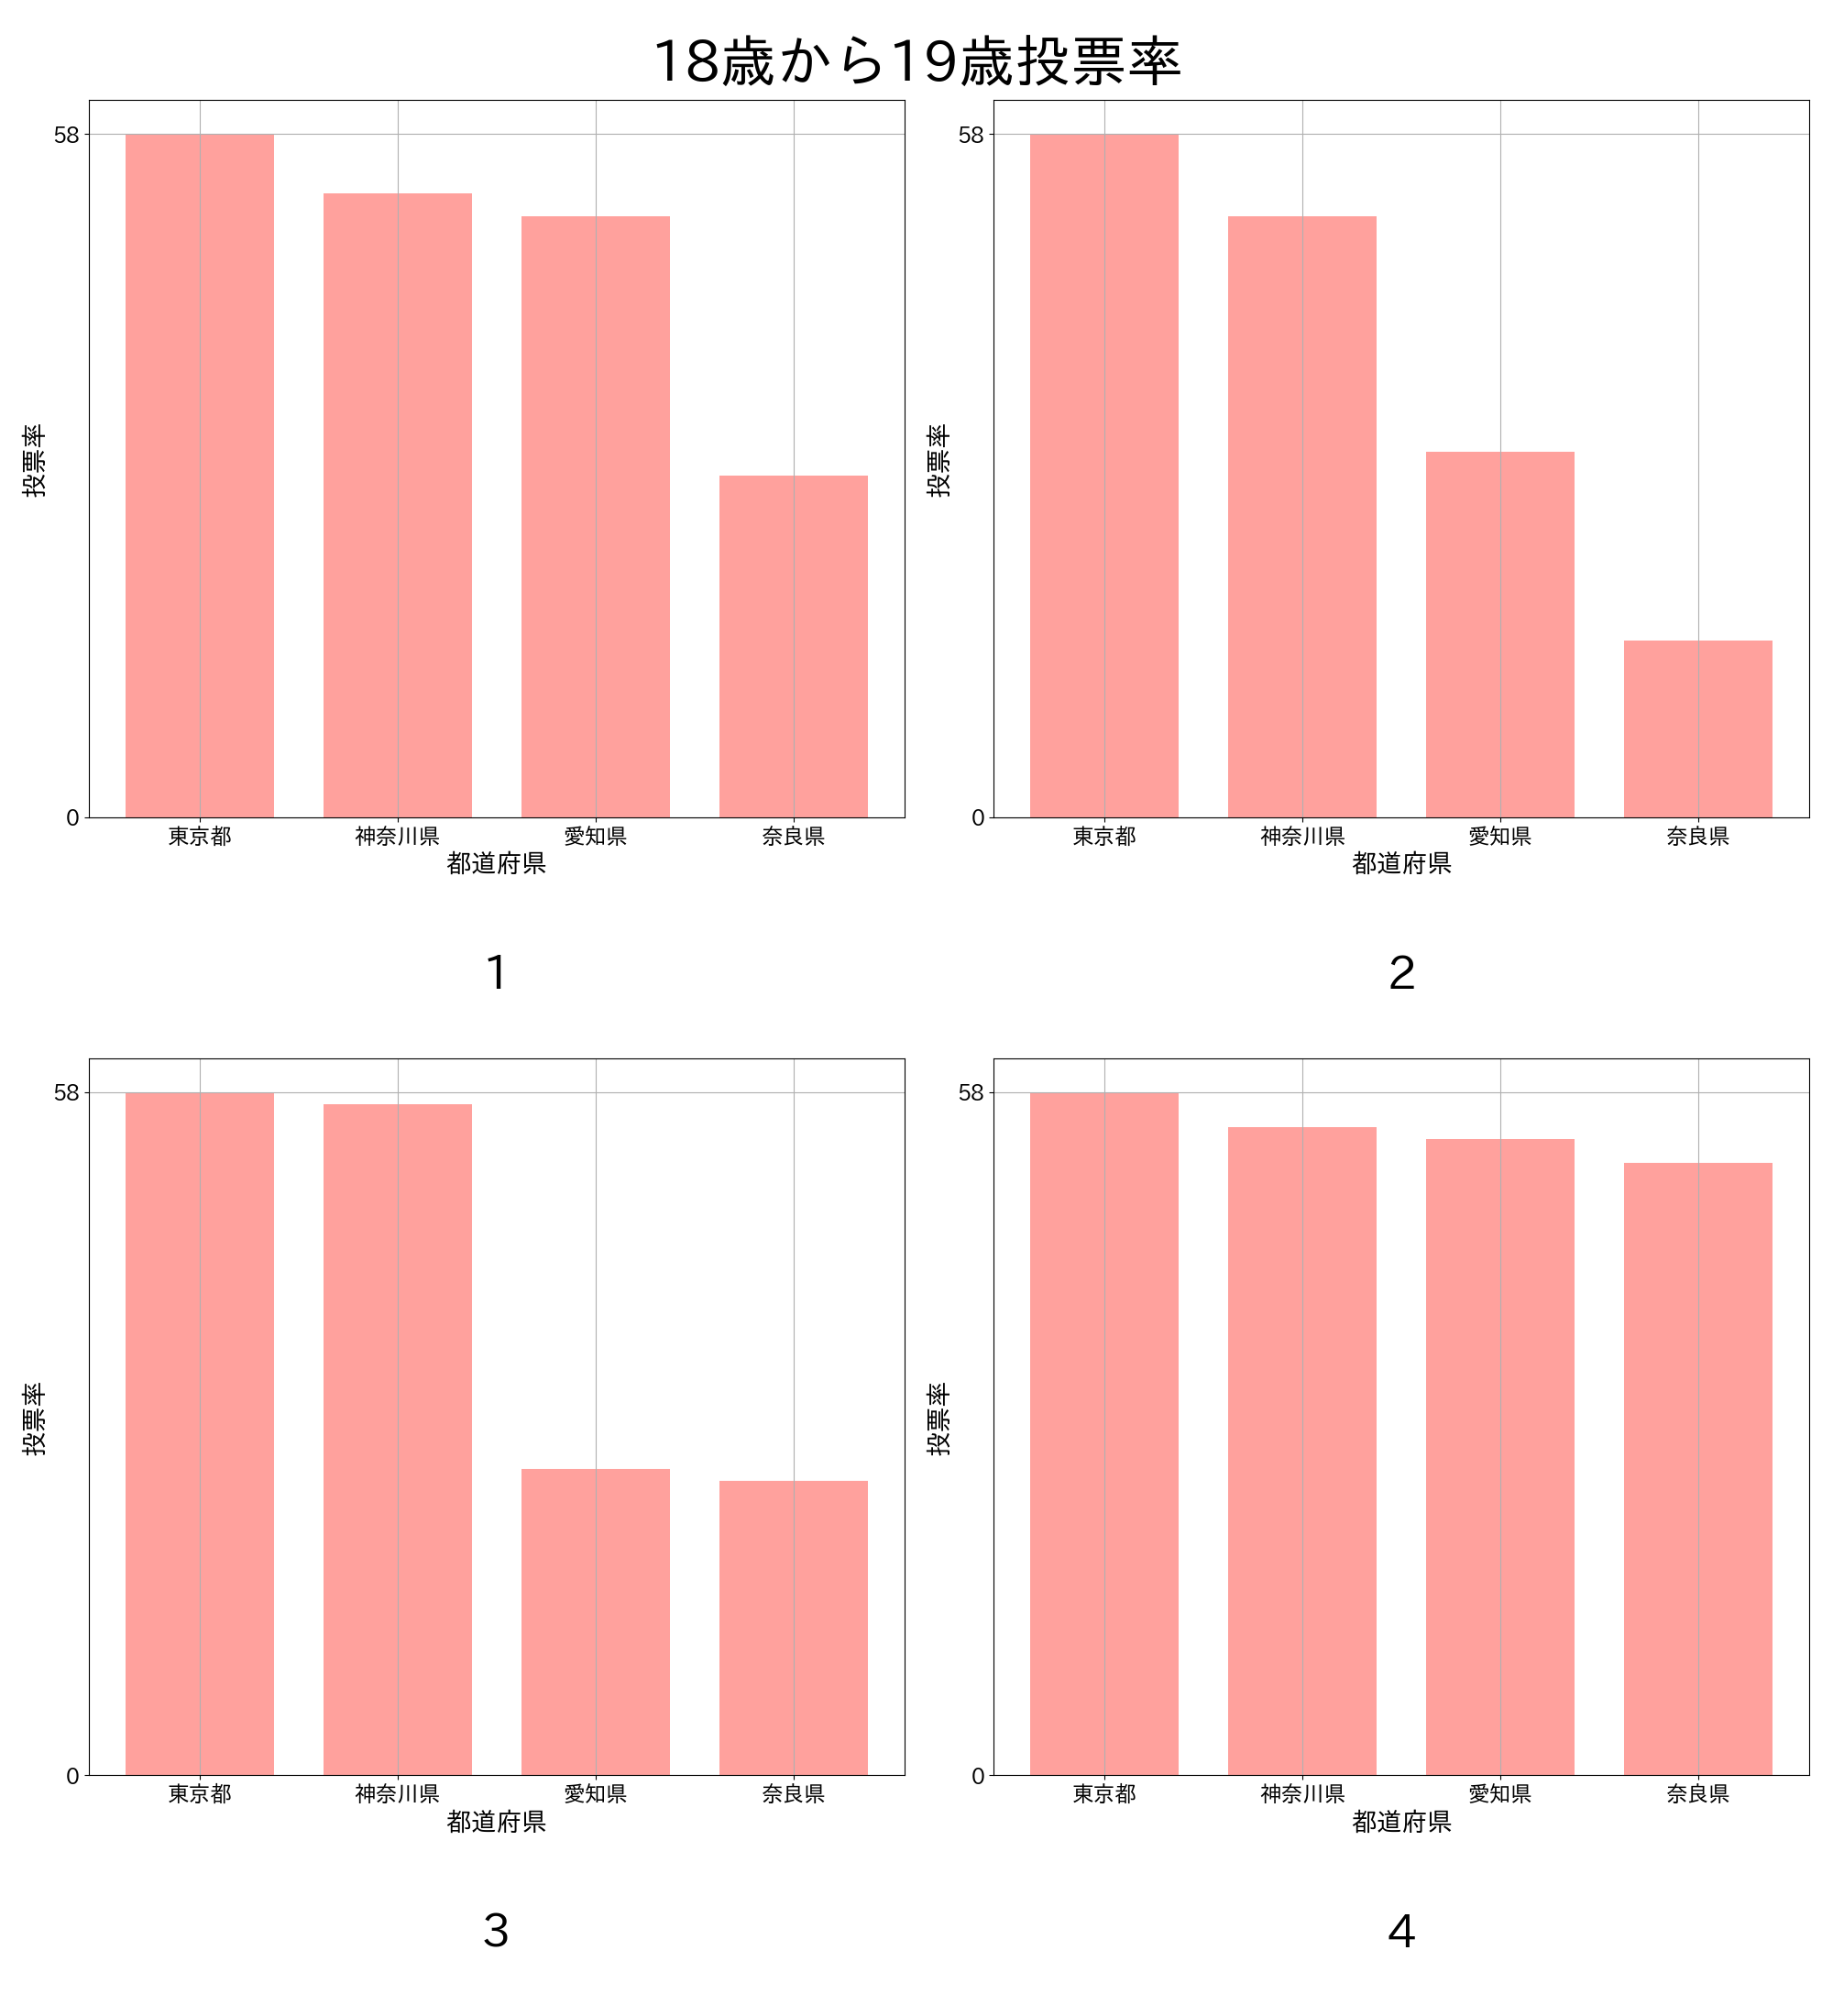 18歳から19歳投票率
58
0
投票率
東京都 神奈川県 愛知県 奈良県
都道府県
1
58
0
投票率
東京都 神奈川県 愛知県 奈良県
都道府県
2
58
0
投票率
東京都 神奈川県 愛知県 奈良県
都道府県
3
58
0
投票率
東京都 神奈川県 愛知県 奈良県
都道府県
4